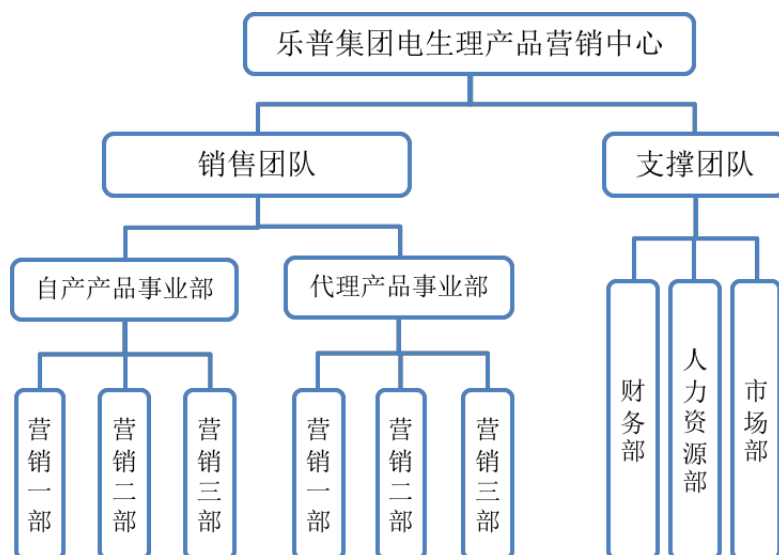 乐普集团电生理产品营销中心
销售团队
支撑团队
自产产品事业部
代理产品事业部
营销一部
营销二部
营销三部
营销一部
营销二部
营销三部
财务部
人力资源部
市场部